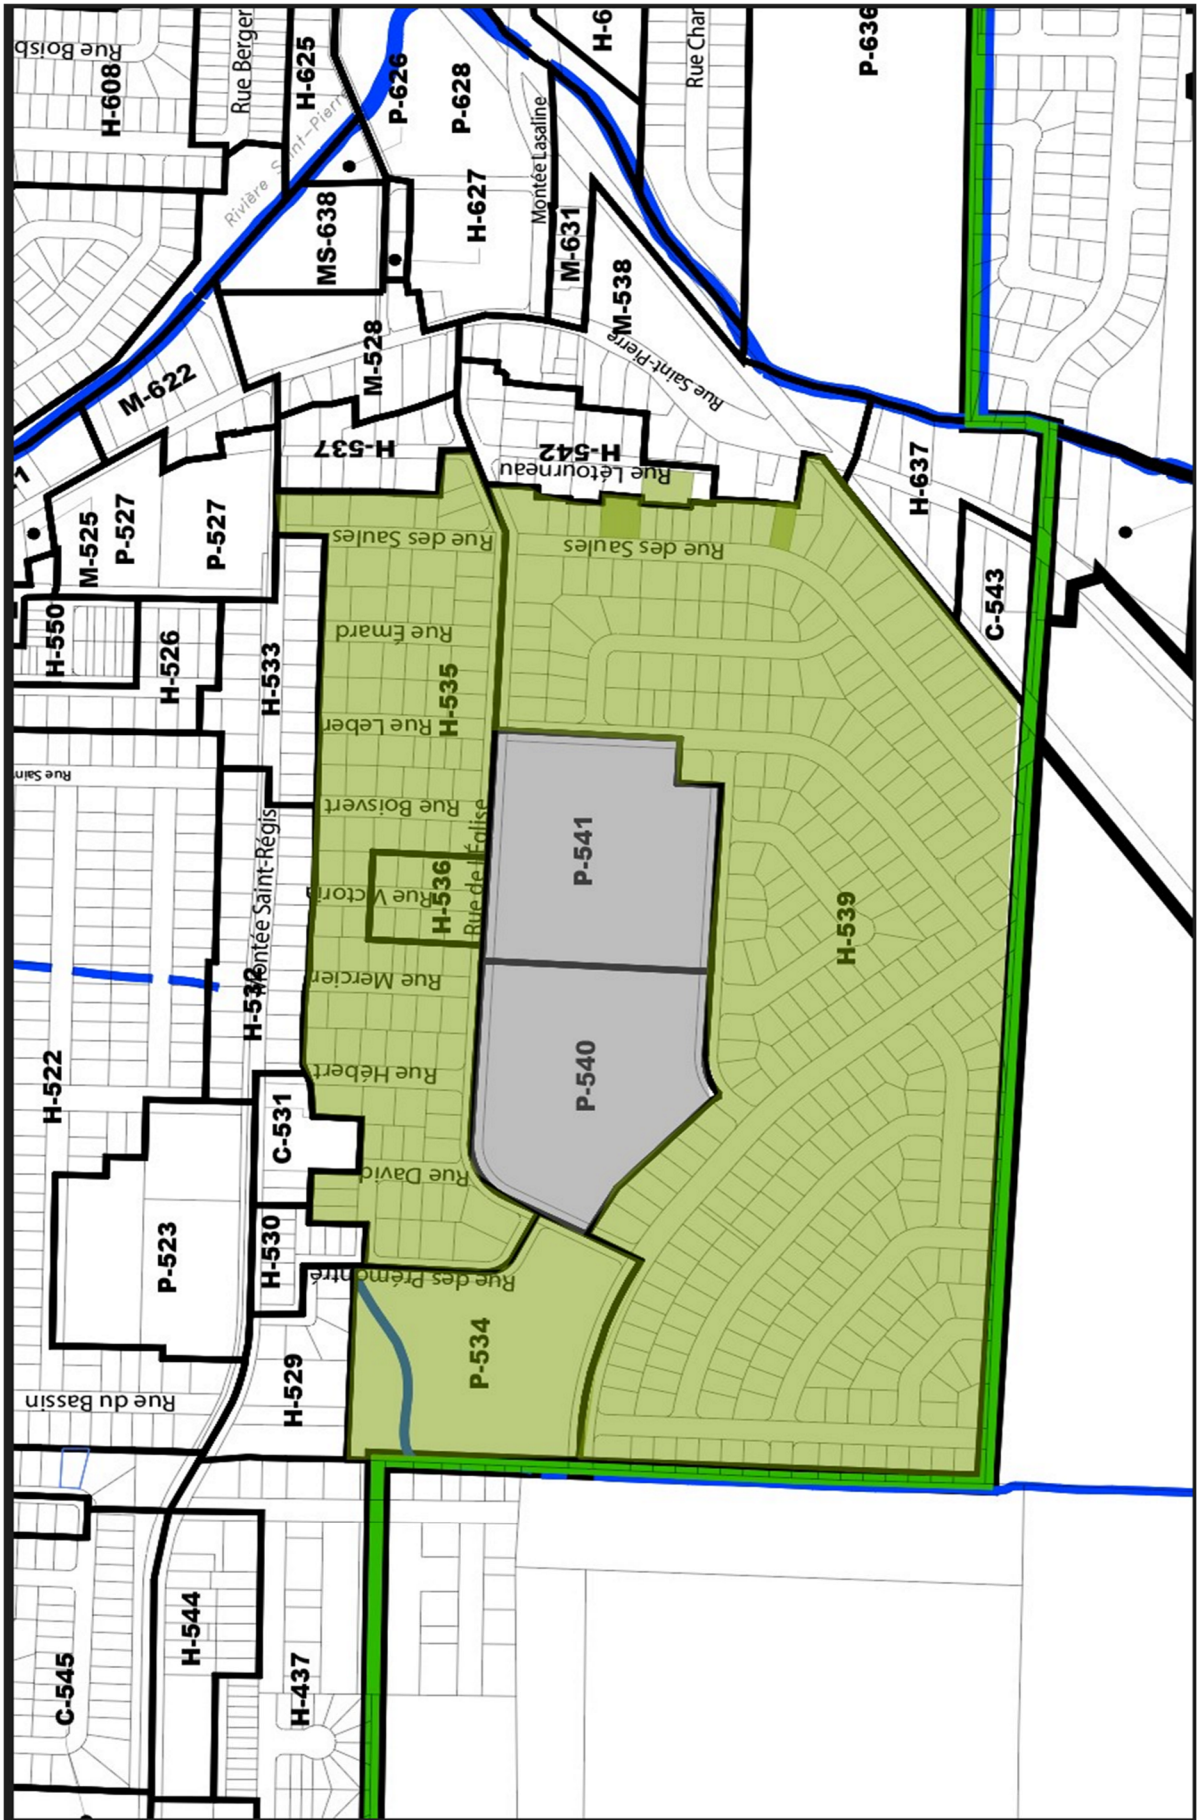 Rue Boisb
H-608
Rue Berger
H-625
P-626
P-628
H-6
Rue Char
P-636
Rivière Saint-Pierre
MS-638
H-627
Montée Lasaline
M-631
M-538
M-528
M-622
Rue Saint-Pierre
H-537
H-542
Rue Létourneau
H-637
M-525
P-527
P-527
Rue des Saules
Rue des Saules
C-543
H-550
H-526
H-533
Rue Émard
H-535
Rue Leber
Rue Sain
Rue Boisvert
P-541
Montée Saint-Régis
H-536
Rue Victoria
Rue de l'Église
H-539
H-532
Rue Mercier
H-522
Rue Hébert
P-540
C-531
Rue David
P-523
H-530
Rue des Prémontré
P-534
H-529
Rue du Bassin
H-544
C-545
H-437